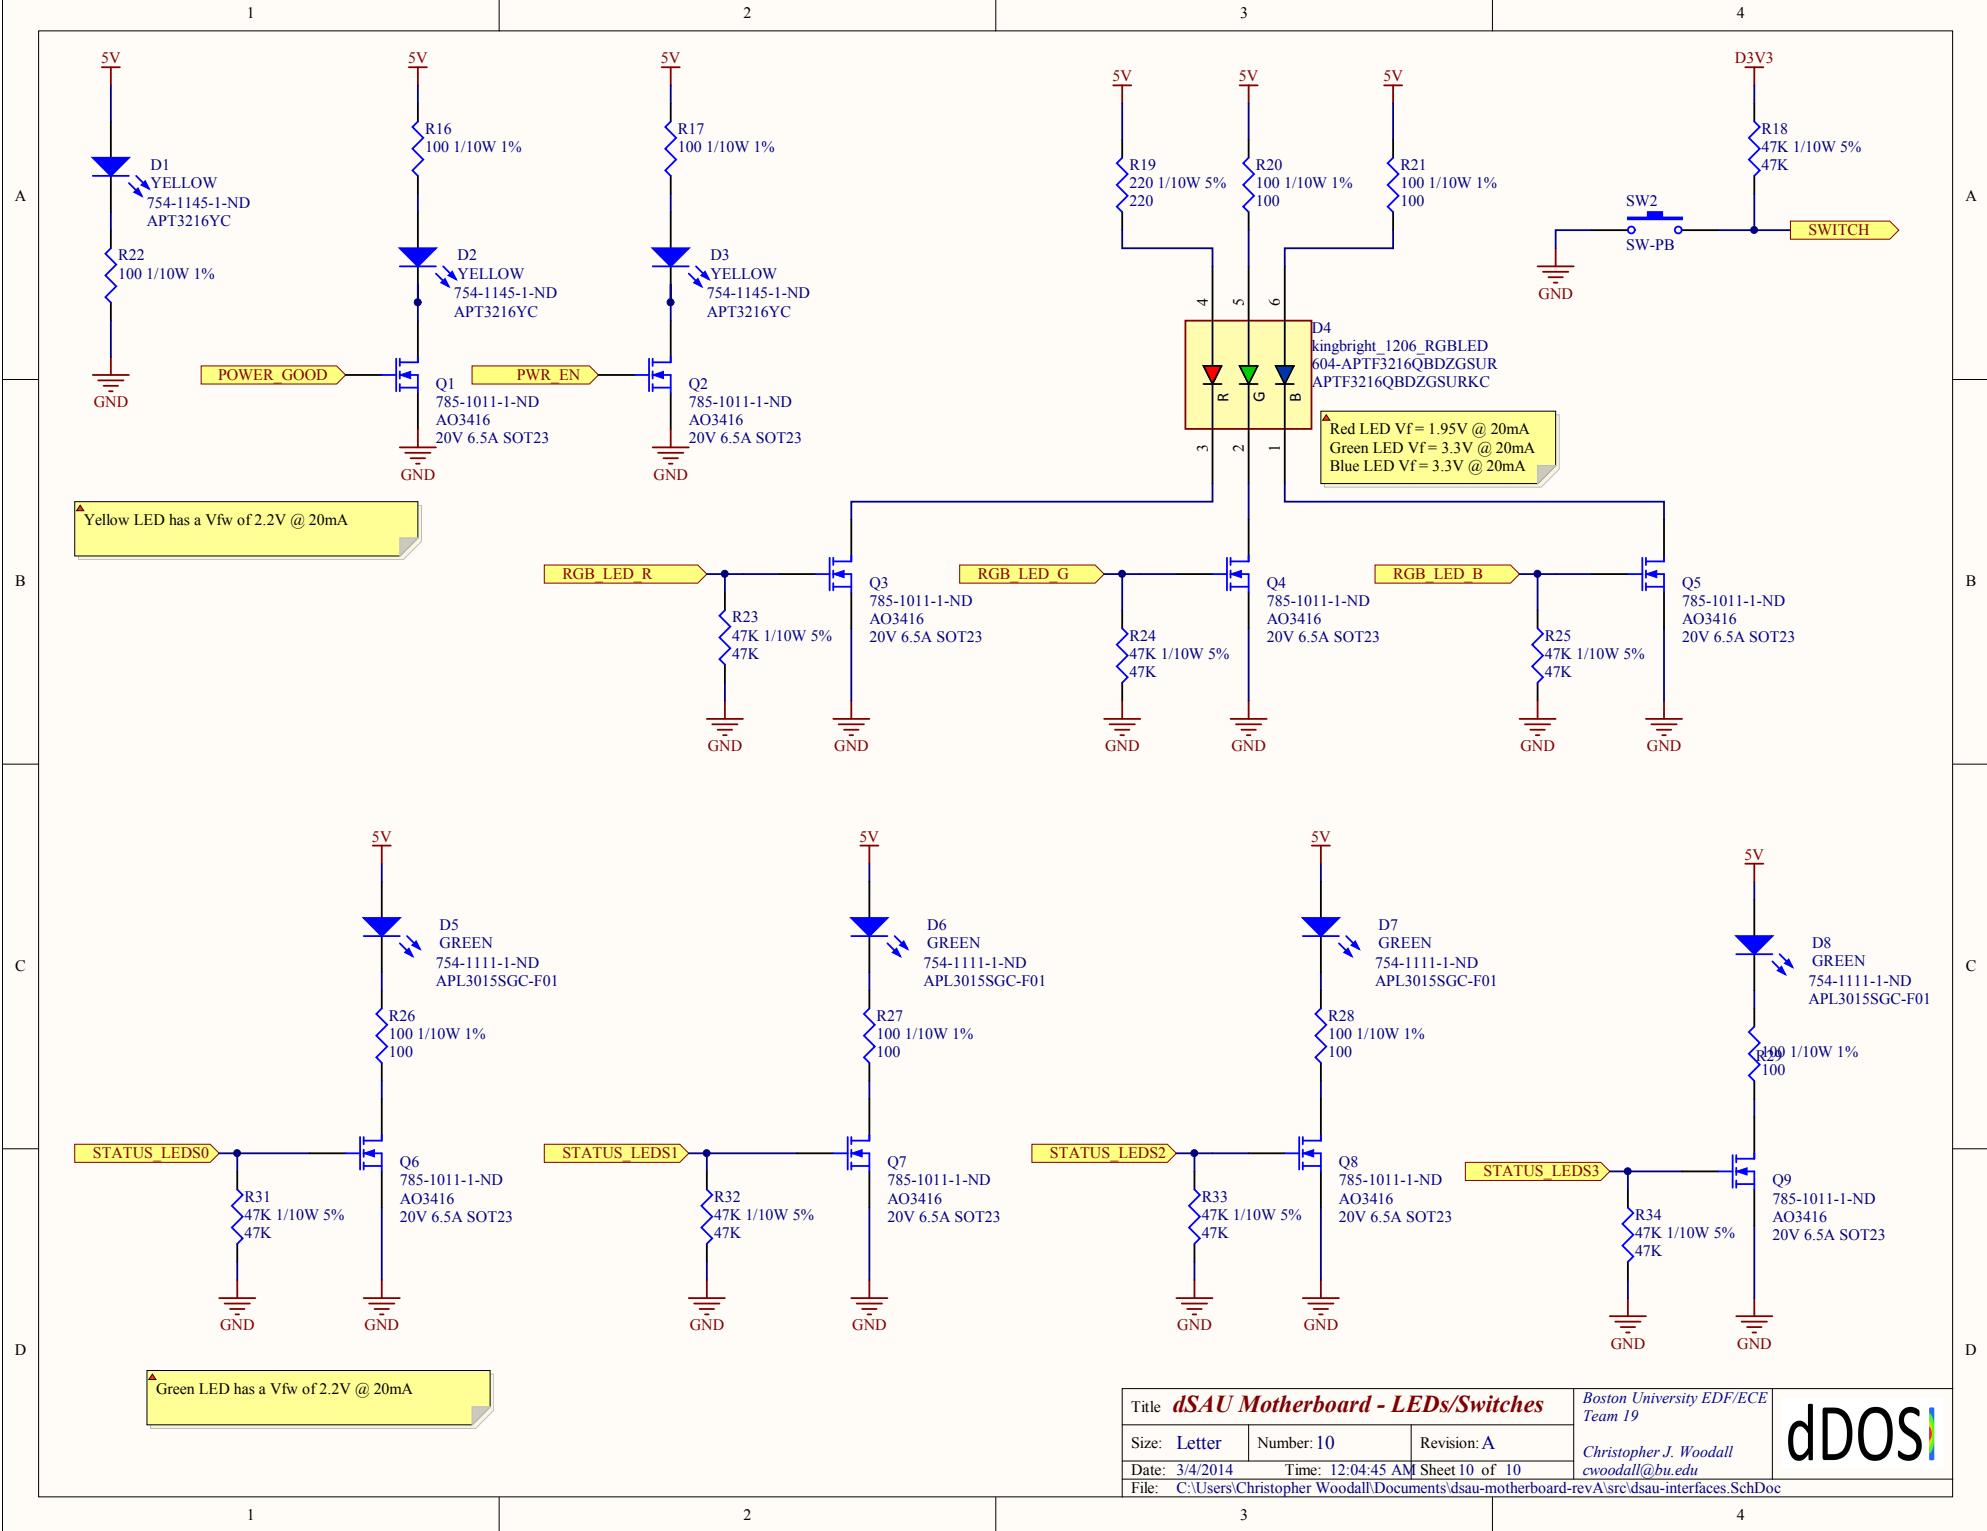 1 2 3 4
A A
B B
C C
D D
5V
D1
YELLOW
754-1145-1-ND
APT3216YC
R22
100 1/10W 1%
GND
5V
R16
100 1/10W 1%
D2
YELLOW
754-1145-1-ND
APT3216YC
POWER_GOOD
Q1
785-1011-1-ND
AO3416
20V 6.5A SOT23
GND
5V
R17
100 1/10W 1%
D3
YELLOW
754-1145-1-ND
APT3216YC
PWR_EN
Q2
785-1011-1-ND
AO3416
20V 6.5A SOT23
GND
Yellow LED has a Vfw of 2.2V @ 20mA
5V
R19
220 1/10W 5%
220
5V
R20
100 1/10W 1%
100
5V
R21
100 1/10W 1%
100
4 5 6
R G B
3 2 1
D4
kingbright_1206_RGBLED
604-APTF3216QBDZGSUR
APTF3216QBDZGSURKC
Red LED Vf = 1.95V @ 20mA
Green LED Vf = 3.3V @ 20mA
Blue LED Vf = 3.3V @ 20mA
D3V3
R18
47K 1/10W 5%
47K
SW2
SW-PB
SWITCH
GND
RGB_LED_R
Q3
785-1011-1-ND
AO3416
20V 6.5A SOT23
R23
47K 1/10W 5%
47K
GND
GND
RGB_LED_G
Q4
785-1011-1-ND
AO3416
20V 6.5A SOT23
R24
47K 1/10W 5%
47K
GND
GND
RGB_LED_B
Q5
785-1011-1-ND
AO3416
20V 6.5A SOT23
R25
47K 1/10W 5%
47K
GND
GND
5V
D5
GREEN
754-1111-1-ND
APL3015SGC-F01
R26
100 1/10W 1%
100
STATUS_LEDS0
Q6
785-1011-1-ND
AO3416
20V 6.5A SOT23
R31
47K 1/10W 5%
47K
GND
GND
5V
D6
GREEN
754-1111-1-ND
APL3015SGC-F01
R27
100 1/10W 1%
100
STATUS_LEDS1
Q7
785-1011-1-ND
AO3416
20V 6.5A SOT23
R32
47K 1/10W 5%
47K
GND
GND
5V
D7
GREEN
754-1111-1-ND
APL3015SGC-F01
R28
100 1/10W 1%
100
STATUS_LEDS2
Q8
785-1011-1-ND
AO3416
20V 6.5A SOT23
R33
47K 1/10W 5%
47K
GND
GND
5V
D8
GREEN
754-1111-1-ND
APL3015SGC-F01
R29
100 1/10W 1%
100
STATUS_LEDS3
Q9
785-1011-1-ND
AO3416
20V 6.5A SOT23
R34
47K 1/10W 5%
47K
GND
GND
Green LED has a Vfw of 2.2V @ 20mA
Title dSAU Motherboard - LEDs/Switches
Size: Letter Number: 10 Revision: A
Date: 3/4/2014 Time: 12:04:45 AM Sheet 10 of 10
File: C:\Users\Christopher Woodall\Documents\dsau-motherboard-revA\src\dsau-interfaces.SchDoc
Boston University EDF/ECE
Team 19
Christopher J. Woodall
cwoodall@bu.edu
dDOSI
1 2 3 4